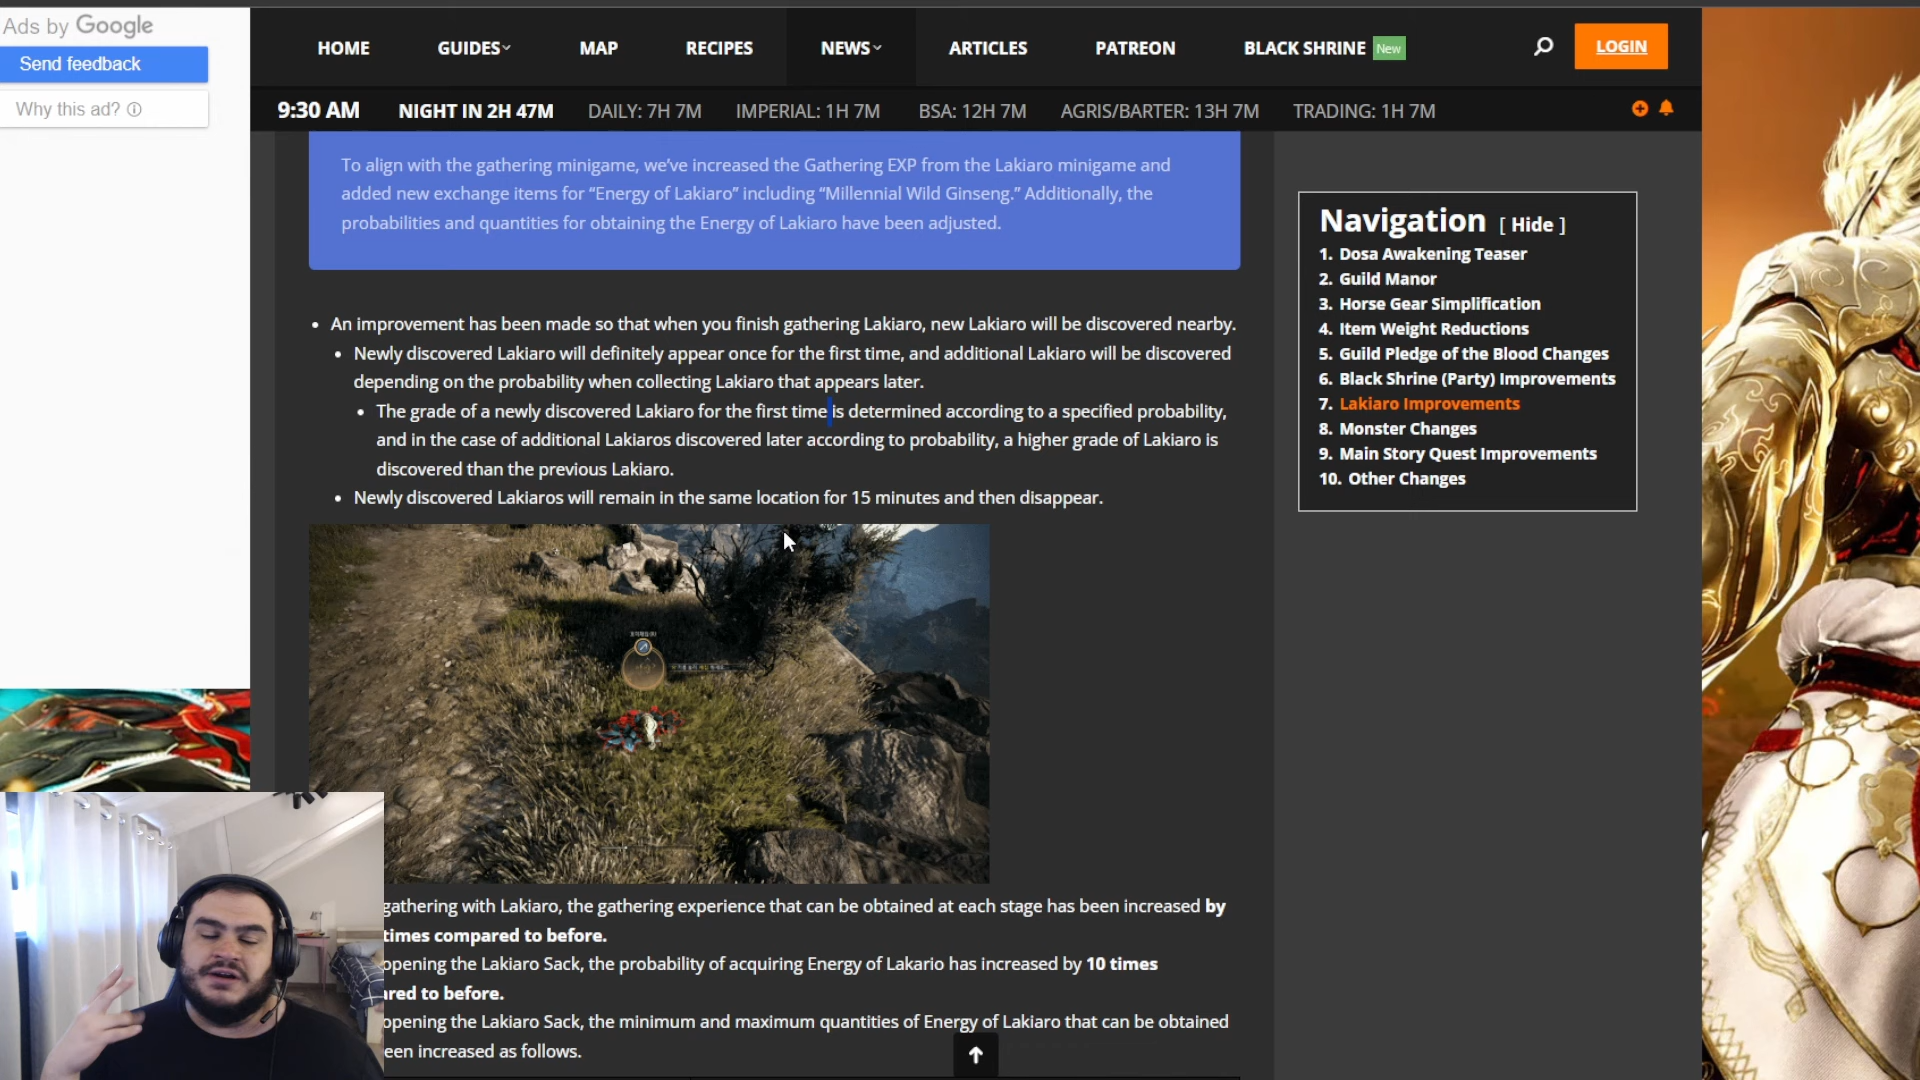 Ads by Google
Send feedback
Why this ad?
HOME GUIDES MAP RECIPES NEWS ARTICLES PATREON BLACK SHRINE New LOGIN
9:30 AM NIGHT IN 2H 47M DAILY: 7H 7M IMPERIAL: 1H 7M BSA: 12H 7M AGRIS/BARTER: 13H 7M TRADING: 1H 7M
To align with the gathering minigame, we've increased the Gathering EXP from the Lakiaro minigame and
added new exchange items for “Energy of Lakiaro” including “Millennial Wild Ginseng.” Additionally, the
probabilities and quantities for obtaining the Energy of Lakiaro have been adjusted.
• An improvement has been made so that when you finish gathering Lakiaro, new Lakiaro will be discovered nearby.
• Newly discovered Lakiaro will definitely appear once for the first time, and additional Lakiaro will be discovered
depending on the probability when collecting Lakiaro that appears later.
• The grade of a newly discovered Lakiaro for the first time is determined according to a specified probability,
and in the case of additional Lakiaros discovered later according to probability, a higher grade of Lakiaro is
discovered than the previous Lakiaro.
• Newly discovered Lakiaros will remain in the same location for 15 minutes and then disappear.
gathering with Lakiaro, the gathering experience that can be obtained at each stage has been increased by
times compared to before.
opening the Lakiaro Sack, the probability of acquiring Energy of Lakario has increased by 10 times
ared to before.
opening the Lakiaro Sack, the minimum and maximum quantities of Energy of Lakiaro that can be obtained
een increased as follows.
Navigation [ Hide ]
1. Dosa Awakening Teaser
2. Guild Manor
3. Horse Gear Simplification
4. Item Weight Reductions
5. Guild Pledge of the Blood Changes
6. Black Shrine (Party) Improvements
7. Lakiaro Improvements
8. Monster Changes
9. Main Story Quest Improvements
10. Other Changes